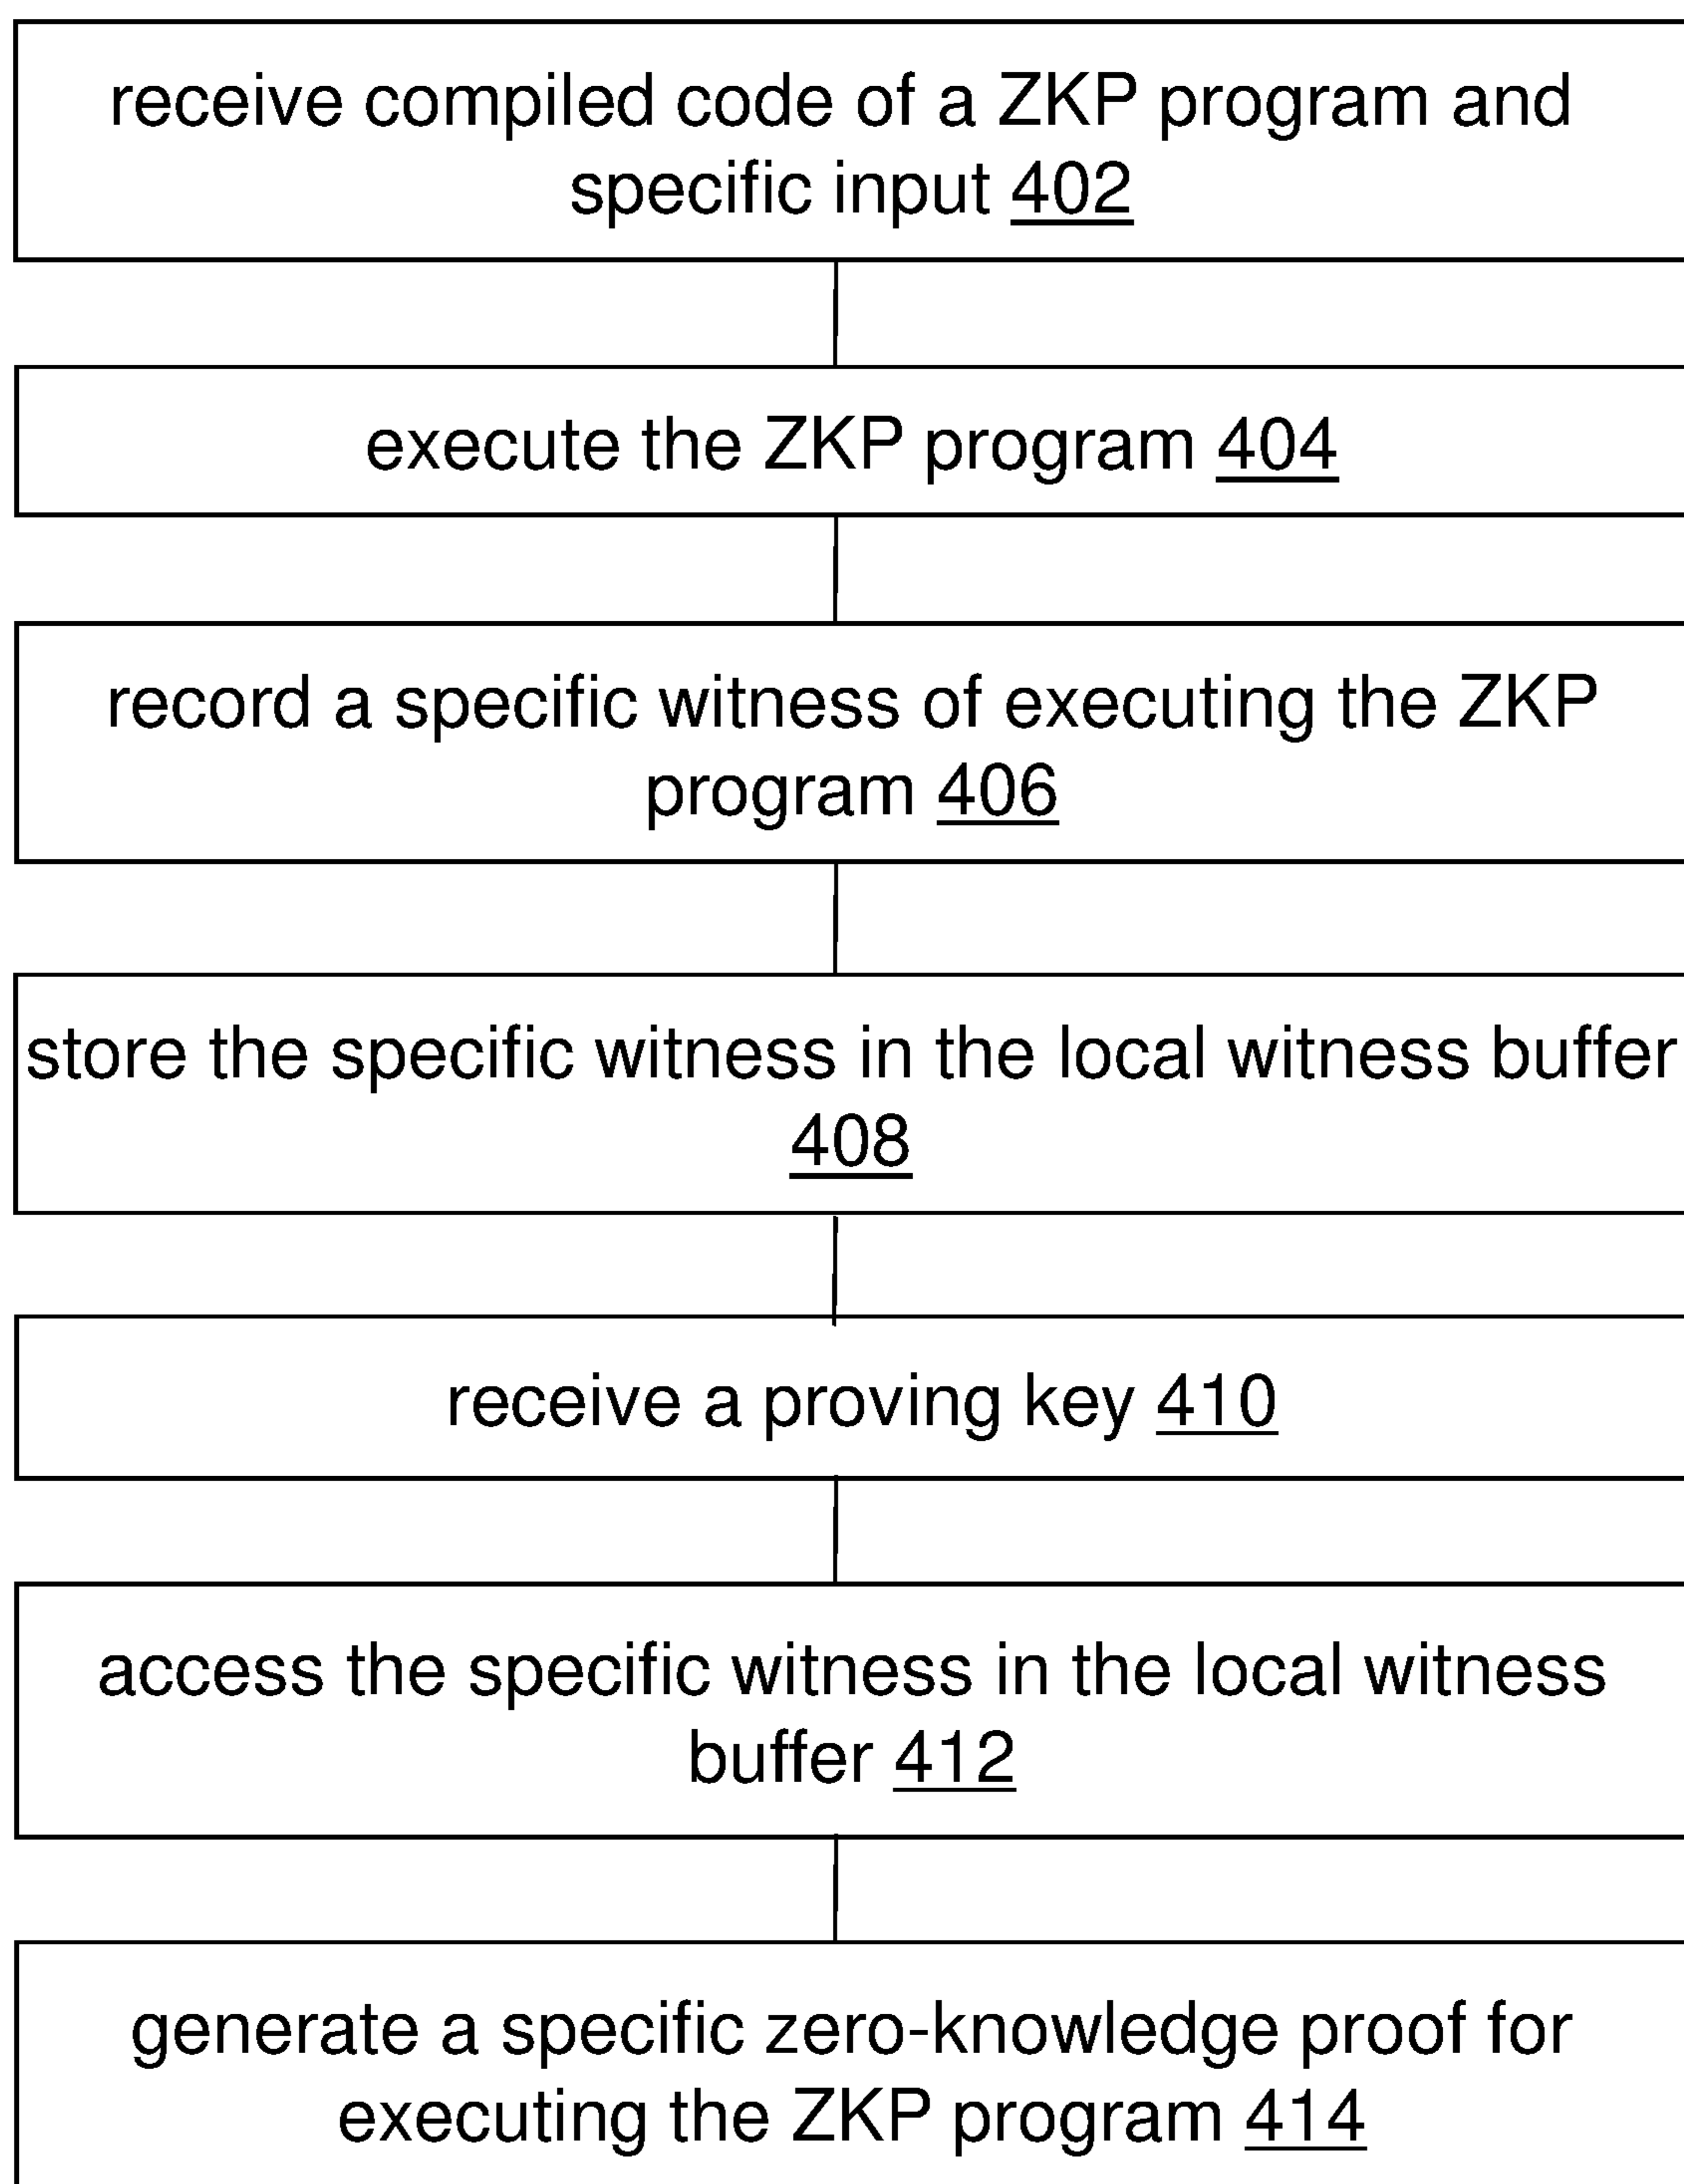 receive compiled code of a ZKP program and
specific input 402
execute the ZKP program 404
record a specific witness of executing the ZKP
program 406
store the specific witness in the local witness buffer
408
receive a proving key 410
access the specific witness in the local witness
buffer 412
generate a specific zero-knowledge proof for
executing the ZKP program 414